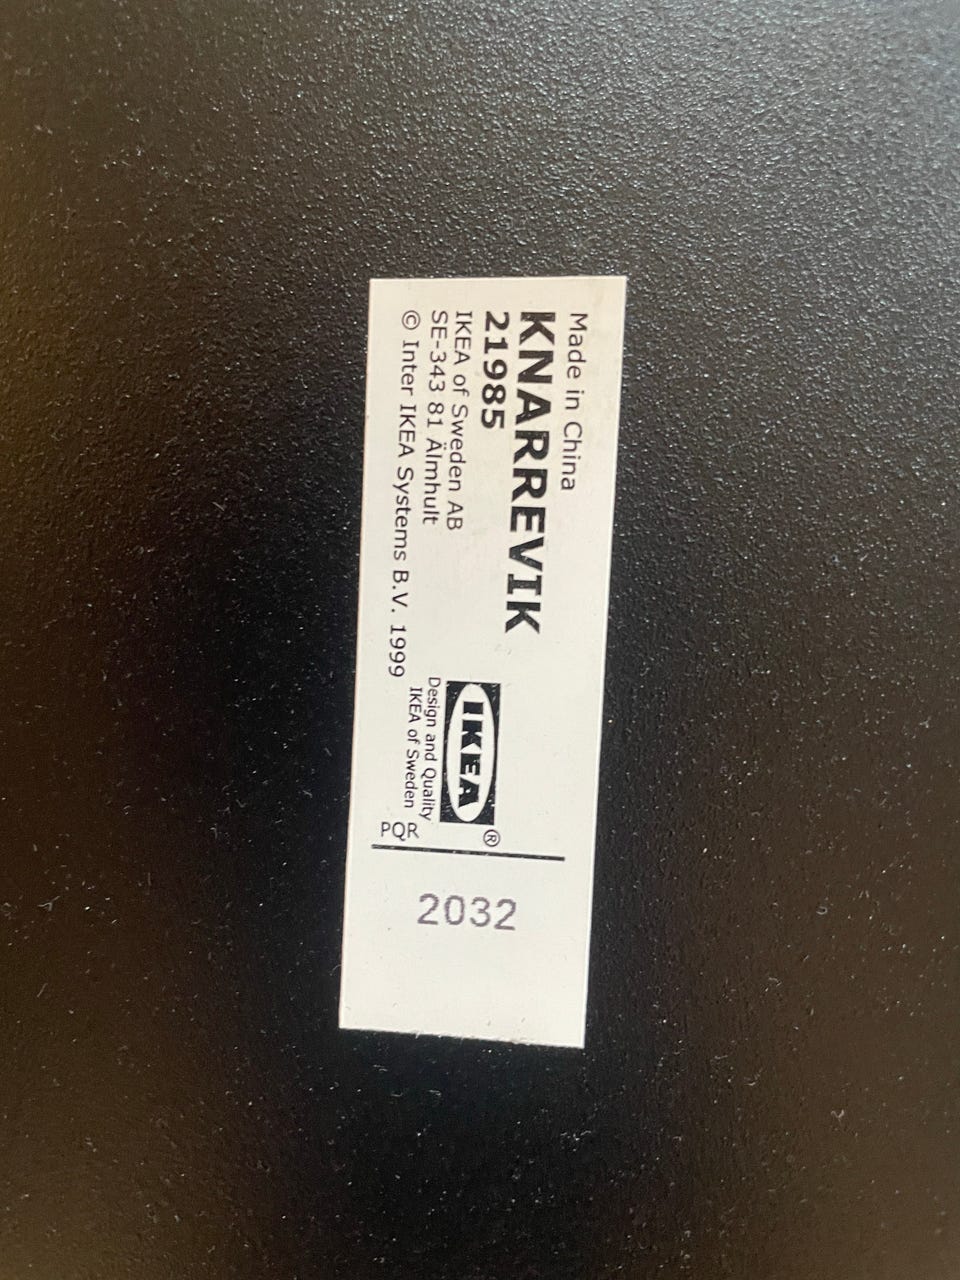 Made in China
KNARREVIK
21985
IKEA of Sweden AB
SE-343 81 Älmhult
© Inter IKEA Systems B.V. 1999
IKEA®
Design and Quality
IKEA of Sweden
PQR
2032